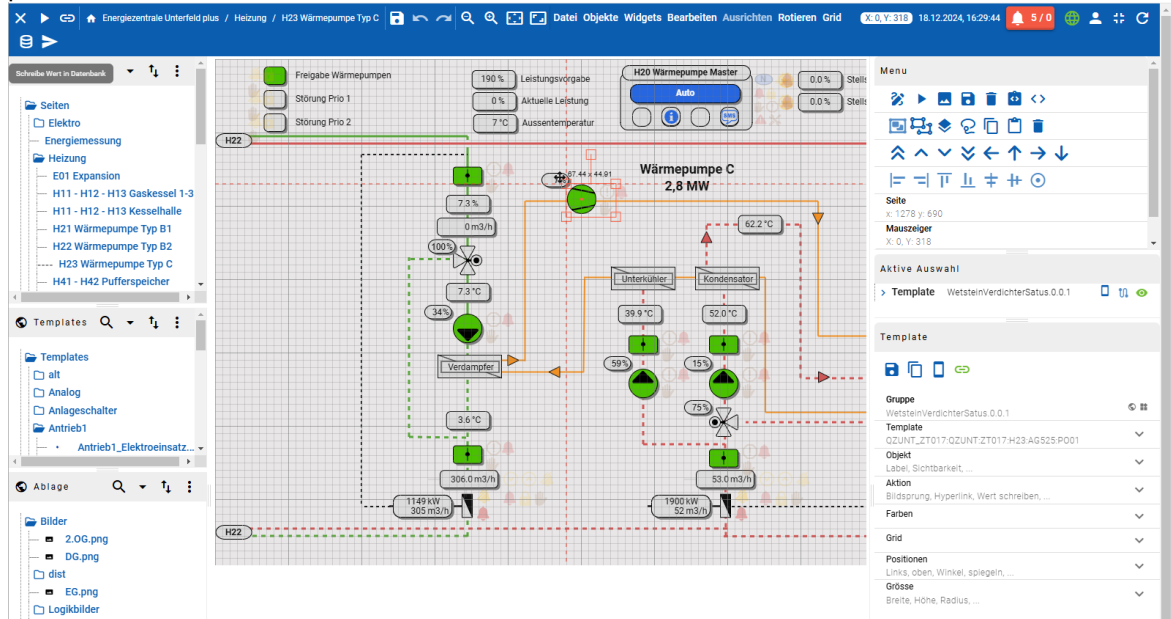 Energiezentrale Unterfeld plus / Heizung / H23 Wärmepumpe Typ C
Datei Objekte Widgets Bearbeiten Ausrichten Rotieren Grid
X: 0, Y: 318
18.12.2024, 16:29:44
5 / 0
Schreibe Wert in Datenbank
Seiten
Elektro
Energiemessung
Heizung
E01 Expansion
H11 - H12 - H13 Gaskessel 1-3
H11 - H12 - H13 Kesselhalle
H21 Wärmepumpe Typ B1
H22 Wärmepumpe Typ B2
H23 Wärmepumpe Typ C
H41 - H42 Pufferspeicher
Templates
Templates
alt
Analog
Anlageschalter
Antrieb1
Antrieb1_Elektroeinsatz...
Ablage
Bilder
2.OG.png
DG.png
dist
EG.png
Logikbilder
Freigabe Wärmepumpen
Störung Prio 1
Störung Prio 2
190 % Leistungsvorgabe
0 % Aktuelle Leistung
7 °C Aussentemperatur
H20 Wärmepumpe Master
Auto
SMS
0.0 % Stells
0.0 % Stells
H22
67.44 x 44.91
Wärmepumpe C
2,8 MW
7.3 %
0 m3/h
100%
7.3 °C
34%
Verdampfer
3.6 °C
306.0 m3/h
1149 kW
305 m3/h
H22
62.2 °C
Unterkühler
Kondensator
39.9 °C
52.0 °C
59%
15%
75%
53.0 m3/h
1900 kW
52 m3/h
Menu
Seite
x: 1278 y: 690
Mauszeiger
X: 0, Y: 318
Aktive Auswahl
Template WetsteinVerdichterSatus.0.0.1
Template
Gruppe
WetsteinVerdichterSatus.0.0.1
Template
QZUNT_ZT017:QZUNT:ZT017:H23:AG525:PO01
Objekt
Label, Sichtbarkeit, ...
Aktion
Bildsprung, Hyperlink, Wert schreiben, ...
Farben
Grid
Positionen
Links, oben, Winkel, spiegeln, ...
Grösse
Breite, Höhe, Radius, ...